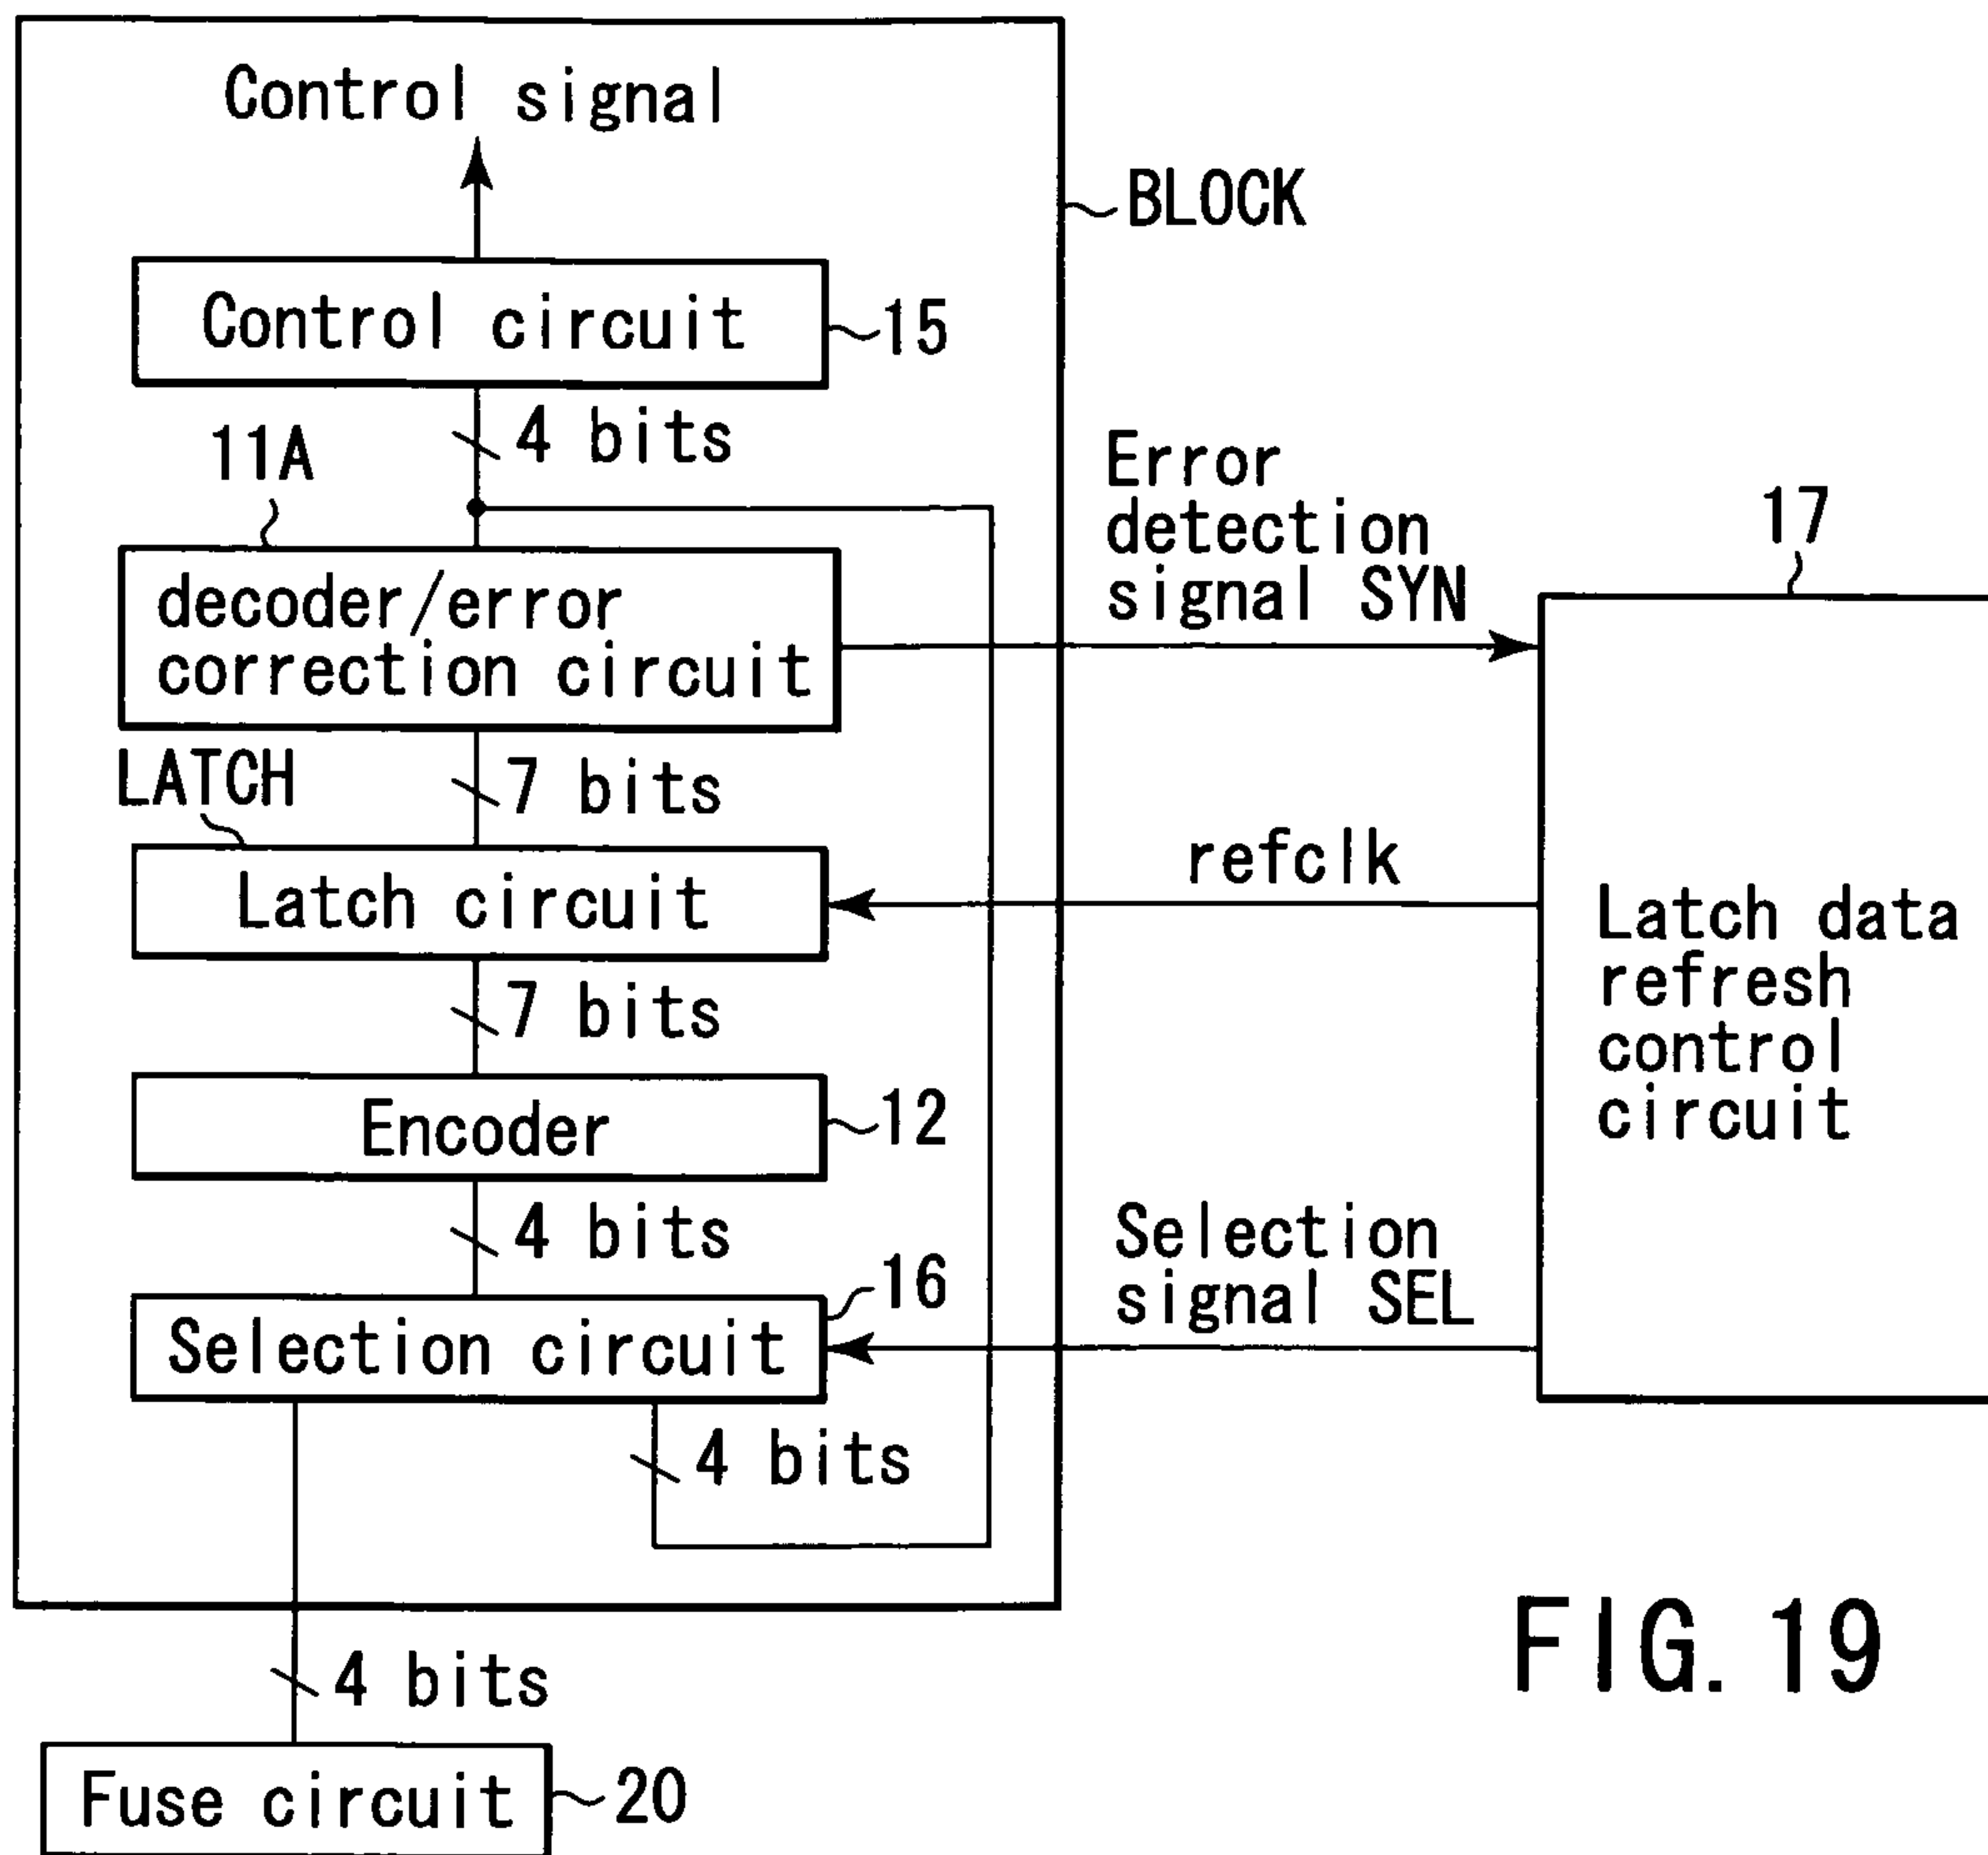 Control signal
BLOCK
Control circuit
15
4 bits
11A
Error
detection
signal SYN
17
decoder/error
correction circuit
LATCH
7 bits
Latch circuit
refclk
Latch data
refresh
control
circuit
7 bits
Encoder
12
4 bits
Selection
signal SEL
16
Selection circuit
4 bits
FIG. 19
4 bits
Fuse circuit
20